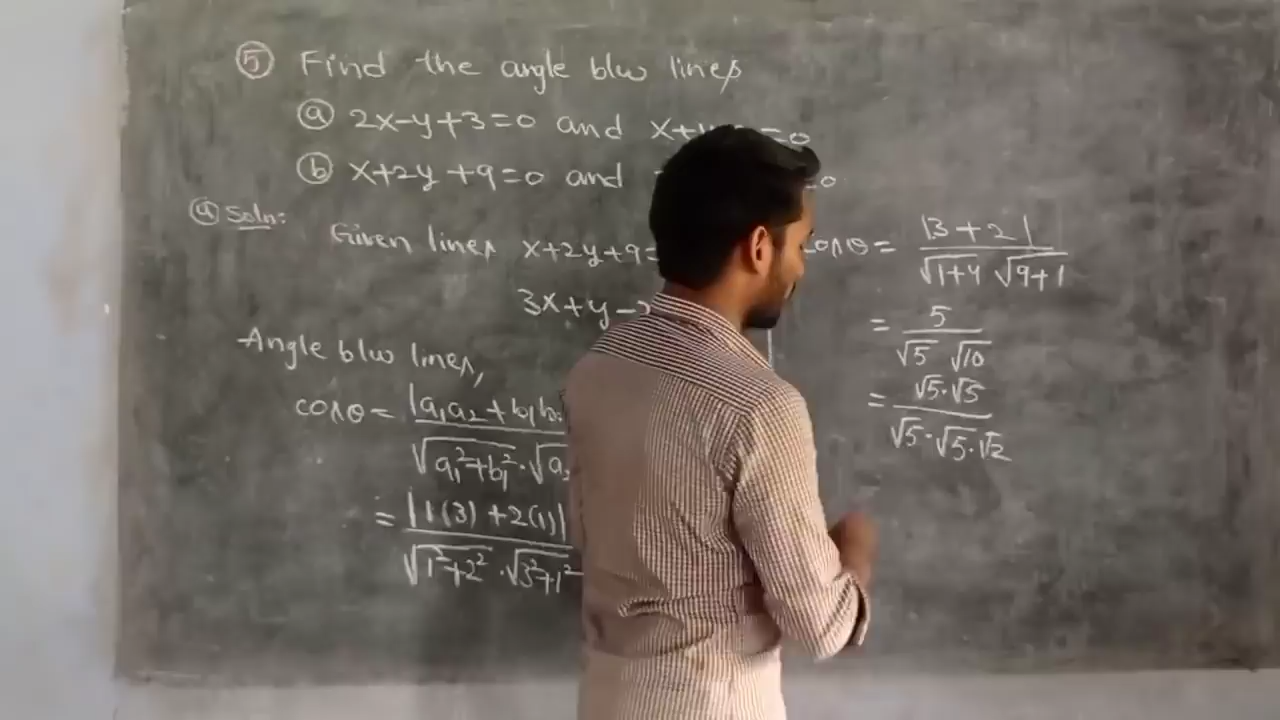 ⑤ Find the angle b/w lines
ⓐ 2x-y+3=0 and x+ =0
ⓑ x+2y+9=0 and =0
ⓐ Soln: Given lines x+2y+9=
3x+y-
Angle b/w lines,
cosθ = |a₁a₂+b₁b₂
√a₁²+b₁² · √a₂
= |1(3)+2(1)|
√1²+2² · √3²+1²
cosθ = |3+2|
√1+4 √9+1
= 5
√5 √10
= √5·√5
√5·√5·√2